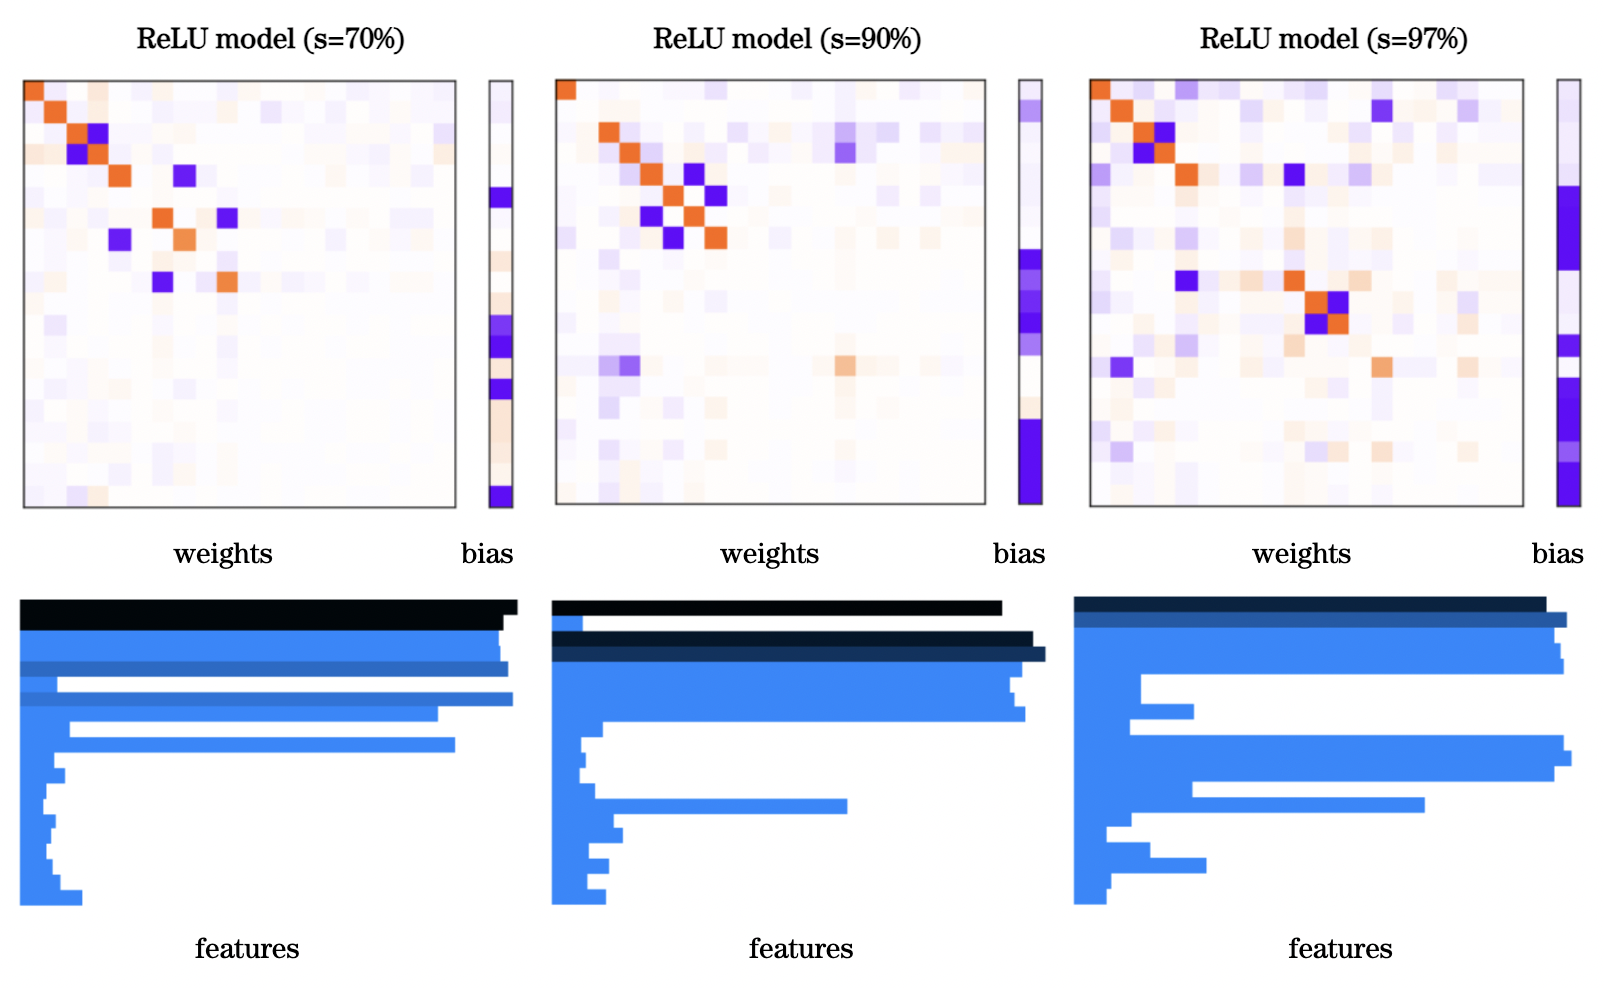 ReLU model (s=70%) ReLU model (s=90%) ReLU model (s=97%)
weights bias weights bias weights bias
features features features